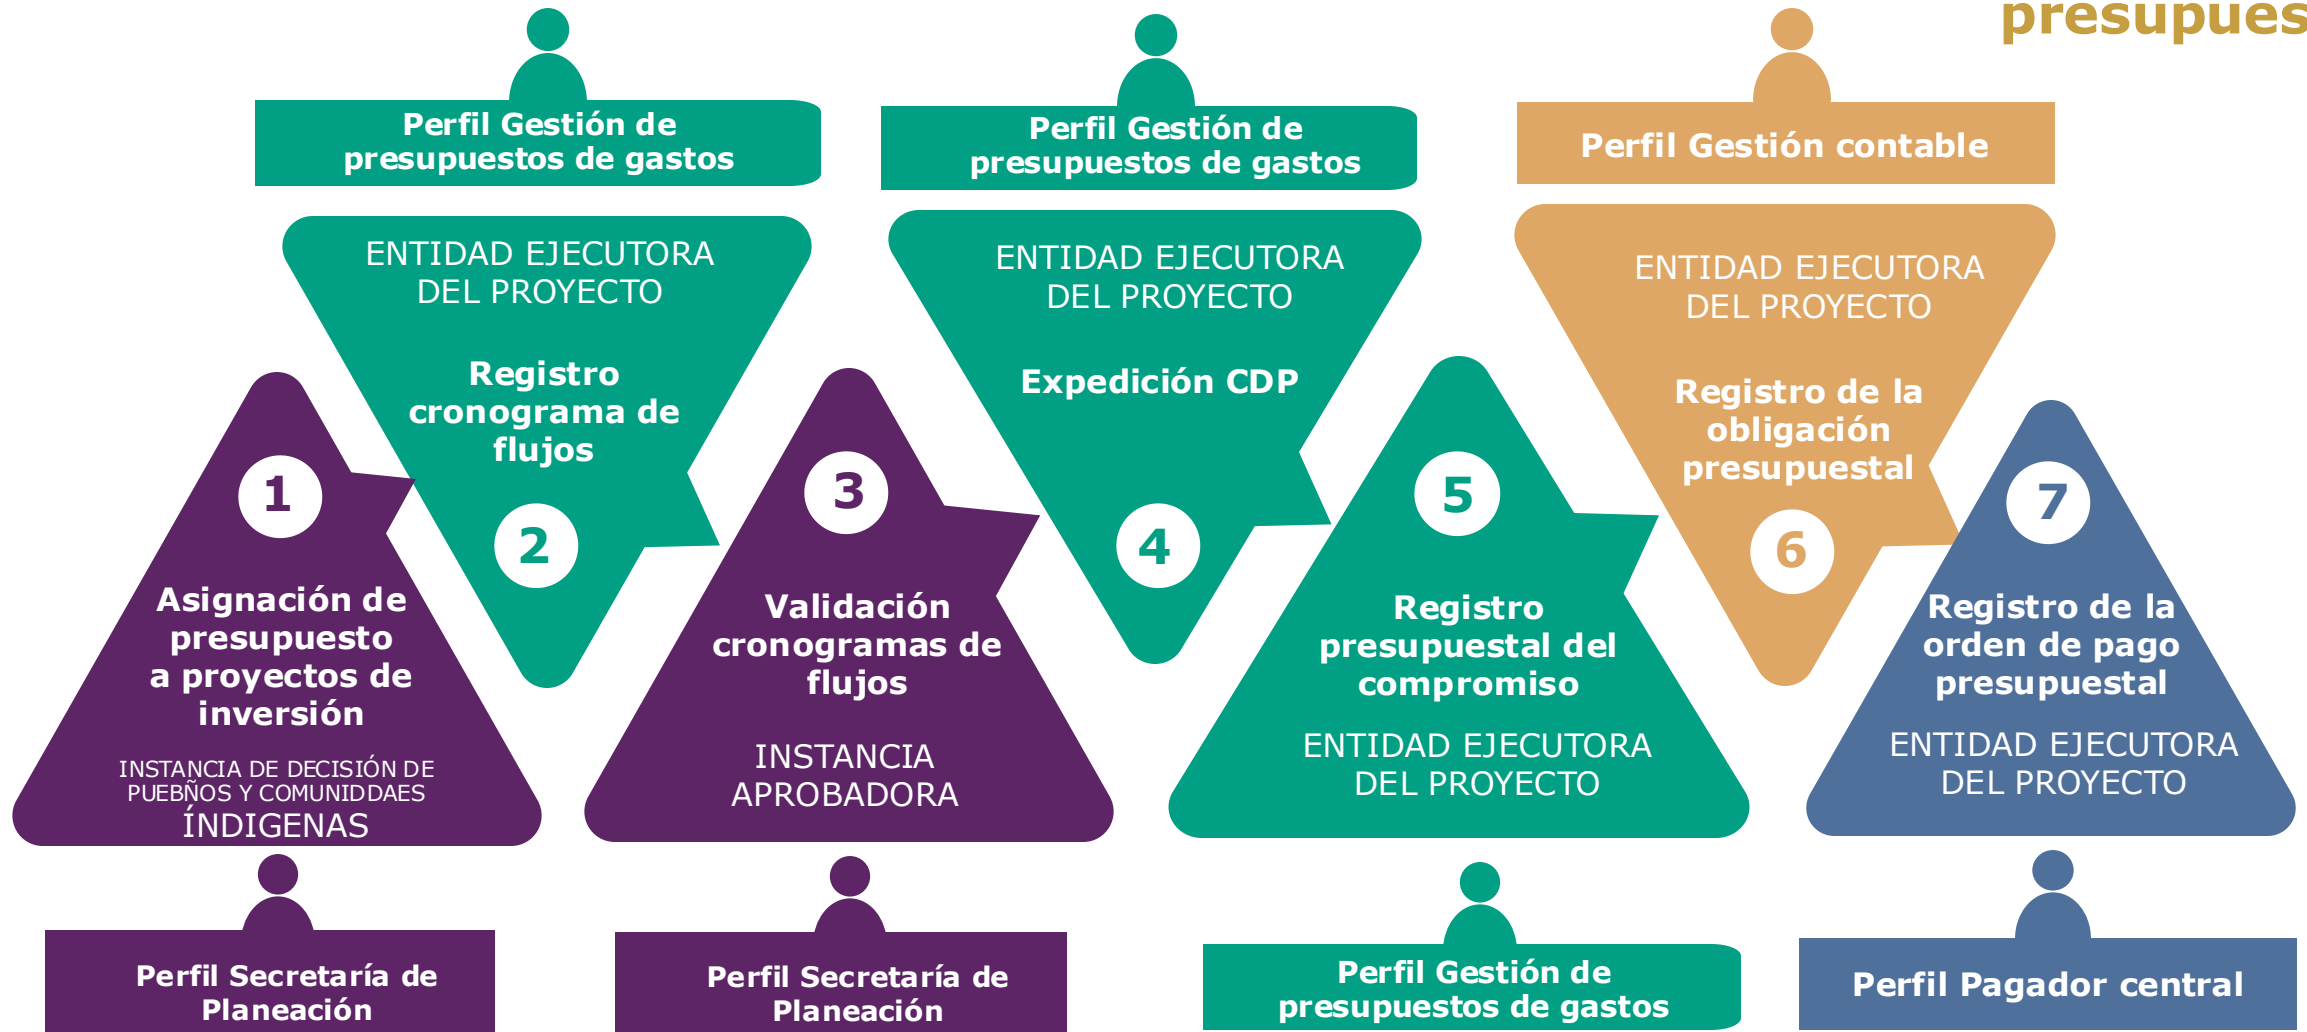 presupues
Perfil Gestión de
presupuestos de gastos
Perfil Gestión de
presupuestos de gastos
Perfil Gestión contable
ENTIDAD EJECUTORA
DEL PROYECTO
Registro
cronograma de
flujos
2
ENTIDAD EJECUTORA
DEL PROYECTO
Expedición CDP
4
ENTIDAD EJECUTORA
DEL PROYECTO
Registro de la
obligación
presupuestal
6
1
Asignación de
presupuesto
a proyectos de
inversión
INSTANCIA DE DECISIÓN DE
PUEBÑOS Y COMUNIDDAES
ÍNDIGENAS
3
Validación
cronogramas de
flujos
INSTANCIA
APROBADORA
5
Registro
presupuestal del
compromiso
ENTIDAD EJECUTORA
DEL PROYECTO
7
Registro de la
orden de pago
presupuestal
ENTIDAD EJECUTORA
DEL PROYECTO
Perfil Secretaría de
Planeación
Perfil Secretaría de
Planeación
Perfil Gestión de
presupuestos de gastos
Perfil Pagador central